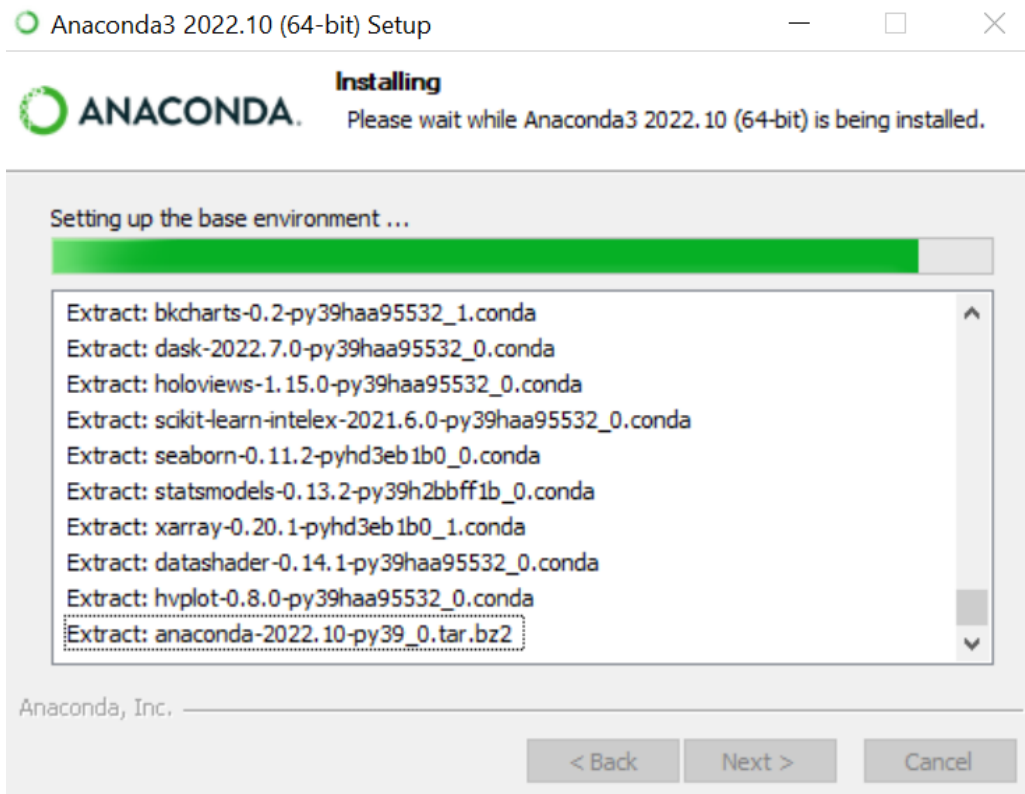 Anaconda3 2022.10 (64-bit) Setup
ANACONDA.
Installing
Please wait while Anaconda3 2022.10 (64-bit) is being installed.
Setting up the base environment ...
Extract: bkcharts-0.2-py39haa95532_1.conda
Extract: dask-2022.7.0-py39haa95532_0.conda
Extract: holoviews-1.15.0-py39haa95532_0.conda
Extract: scikit-learn-intelex-2021.6.0-py39haa95532_0.conda
Extract: seaborn-0.11.2-pyhd3eb1b0_0.conda
Extract: statsmodels-0.13.2-py39h2bbff1b_0.conda
Extract: xarray-0.20.1-pyhd3eb1b0_1.conda
Extract: datashader-0.14.1-py39haa95532_0.conda
Extract: hvplot-0.8.0-py39haa95532_0.conda
Extract: anaconda-2022.10-py39_0.tar.bz2
Anaconda, Inc.
< Back Next > Cancel